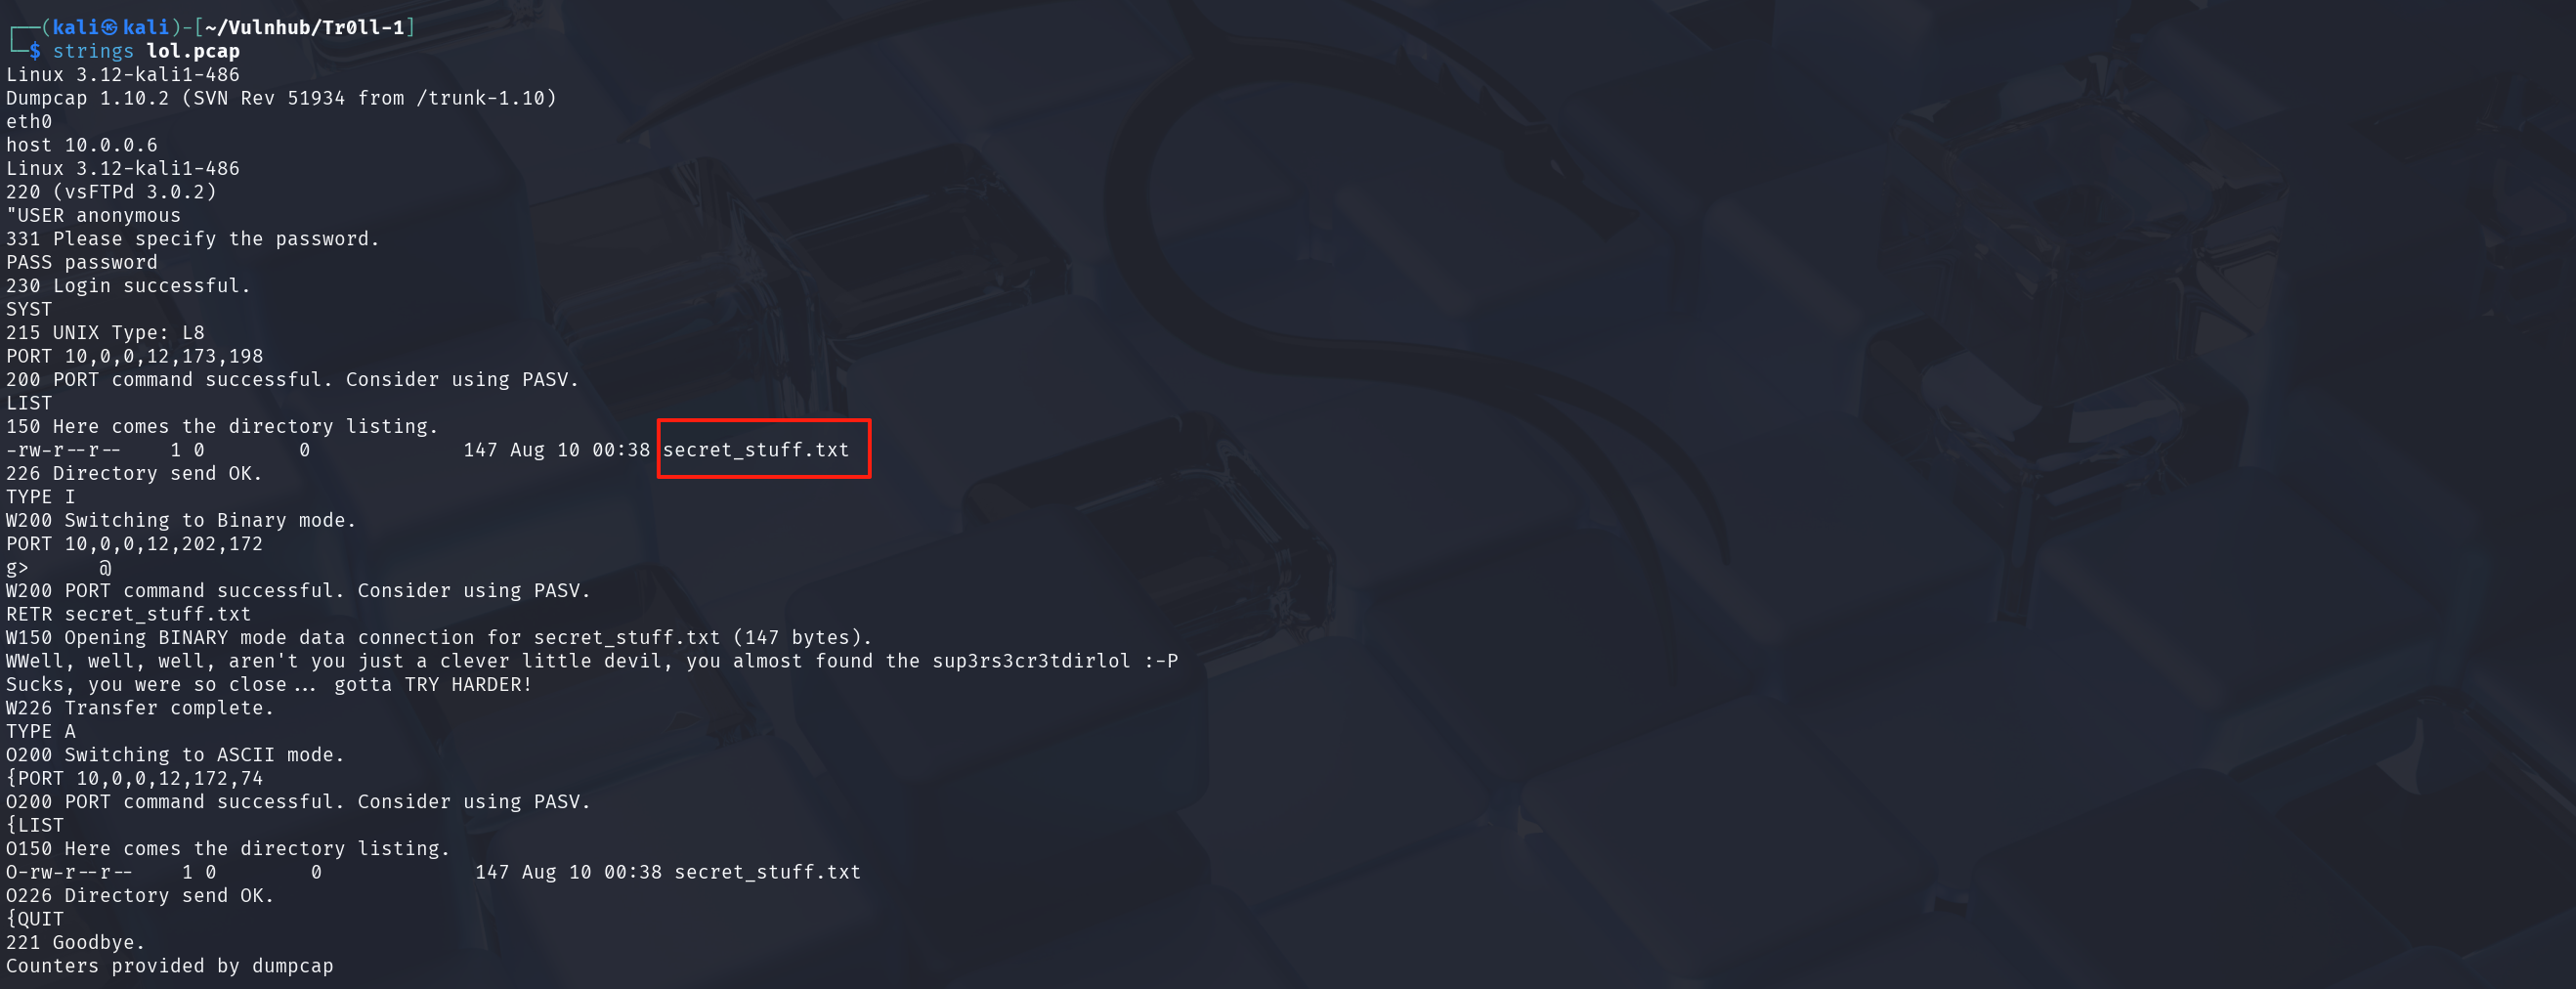 ┌──(kali㉿kali)-[~/Vulnhub/Tr0ll-1]
└─$ strings lol.pcap
Linux 3.12-kali1-486
Dumpcap 1.10.2 (SVN Rev 51934 from /trunk-1.10)
eth0
host 10.0.0.6
Linux 3.12-kali1-486
220 (vsFTPd 3.0.2)
"USER anonymous
331 Please specify the password.
PASS password
230 Login successful.
SYST
215 UNIX Type: L8
PORT 10,0,0,12,173,198
200 PORT command successful. Consider using PASV.
LIST
150 Here comes the directory listing.
-rw-r--r--    1 0        0             147 Aug 10 00:38 secret_stuff.txt
226 Directory send OK.
TYPE I
W200 Switching to Binary mode.
PORT 10,0,0,12,202,172
g>      @
W200 PORT command successful. Consider using PASV.
RETR secret_stuff.txt
W150 Opening BINARY mode data connection for secret_stuff.txt (147 bytes).
WWell, well, well, aren't you just a clever little devil, you almost found the sup3rs3cr3tdirlol :-P
Sucks, you were so close... gotta TRY HARDER!
W226 Transfer complete.
TYPE A
O200 Switching to ASCII mode.
{PORT 10,0,0,12,172,74
O200 PORT command successful. Consider using PASV.
{LIST
O150 Here comes the directory listing.
O-rw-r--r--    1 0        0             147 Aug 10 00:38 secret_stuff.txt
O226 Directory send OK.
{QUIT
221 Goodbye.
Counters provided by dumpcap